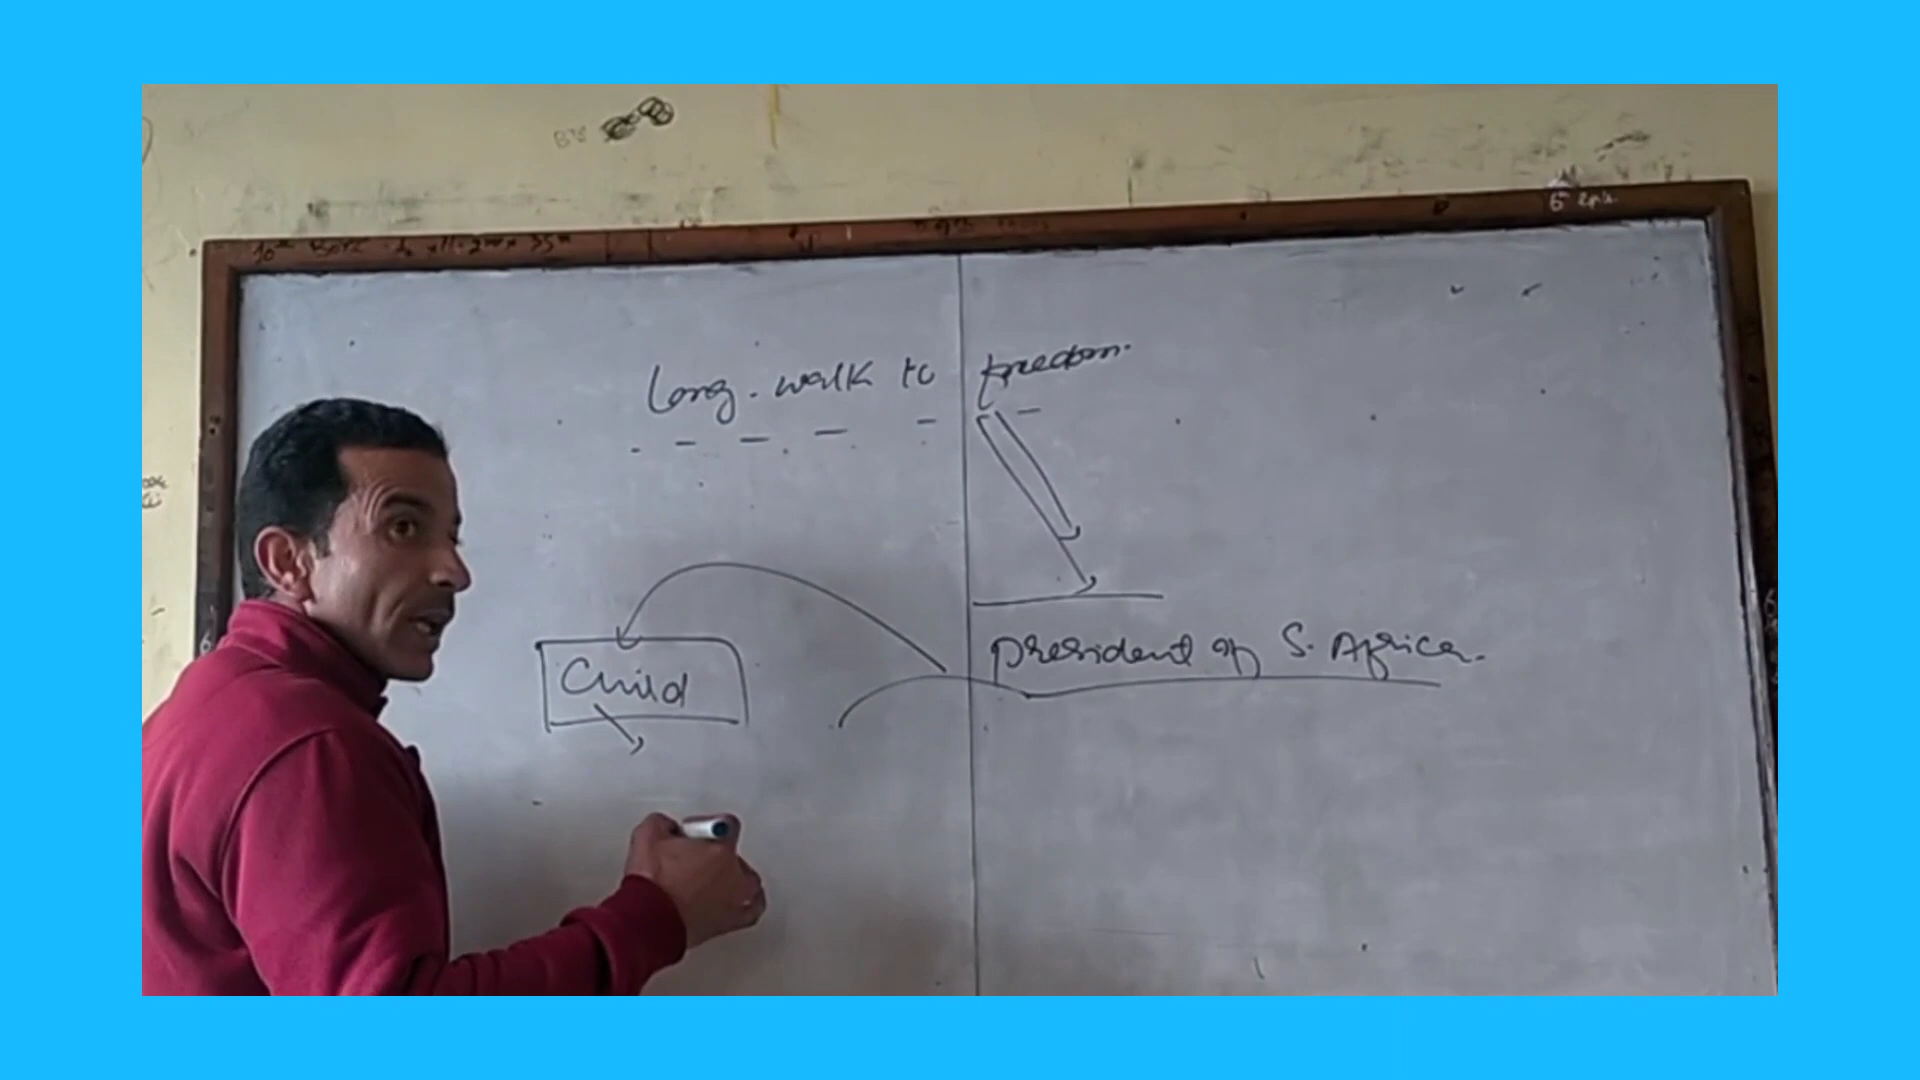 Long walk to freedom.
president of S. Africa.
Child